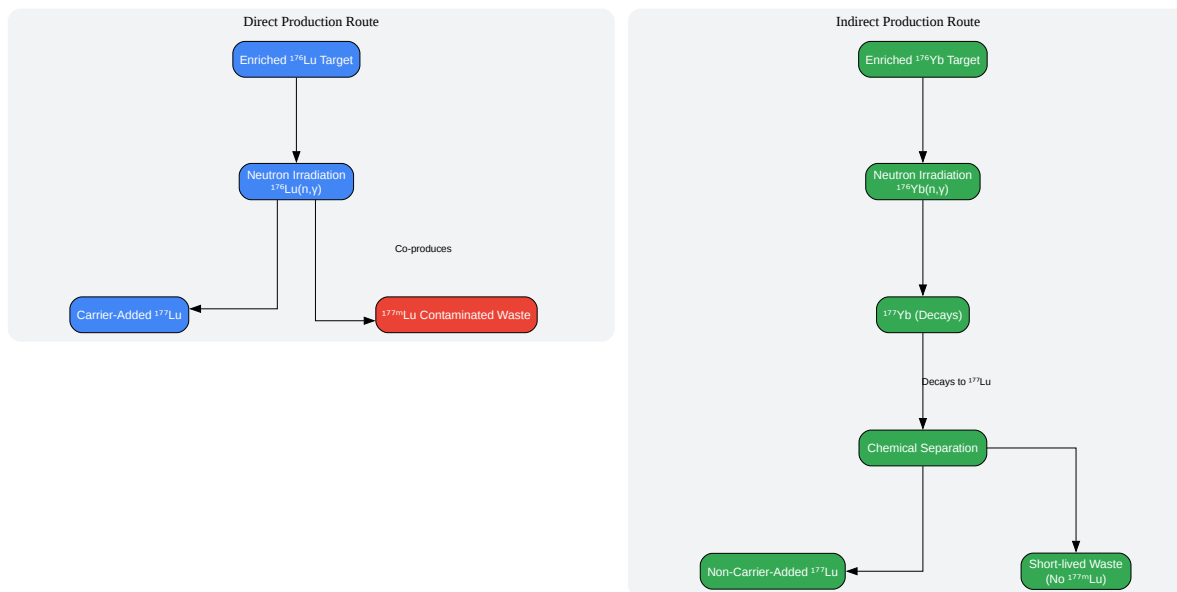 Direct Production Route
Enriched ¹⁷⁶Lu Target
Neutron Irradiation
¹⁷⁶Lu(n,γ)
Co-produces
Carrier-Added ¹⁷⁷Lu
¹⁷⁷ᵐLu Contaminated Waste
Indirect Production Route
Enriched ¹⁷⁶Yb Target
Neutron Irradiation
¹⁷⁶Yb(n,γ)
¹⁷⁷Yb (Decays)
Decays to ¹⁷⁷Lu
Chemical Separation
Non-Carrier-Added ¹⁷⁷Lu
Short-lived Waste
(No ¹⁷⁷ᵐLu)